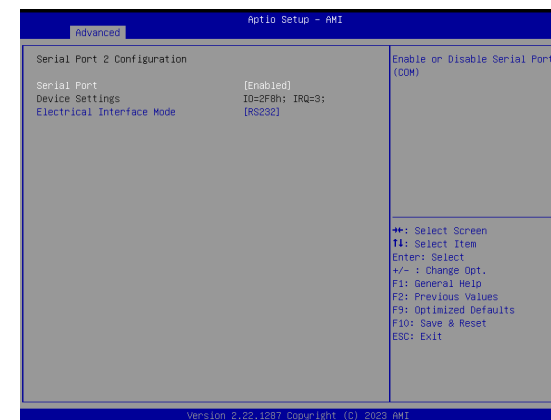 Aptio Setup – AMI
Advanced
Serial Port 2 Configuration
Serial Port [Enabled]
Device Settings IO=2F8h; IRQ=3;
Electrical Interface Mode [RS232]
Enable or Disable Serial Port
(COM)
→←: Select Screen
↑↓: Select Item
Enter: Select
+/- : Change Opt.
F1: General Help
F2: Previous Values
F9: Optimized Defaults
F10: Save & Reset
ESC: Exit
Version 2.22.1287 Copyright (C) 2023 AMI